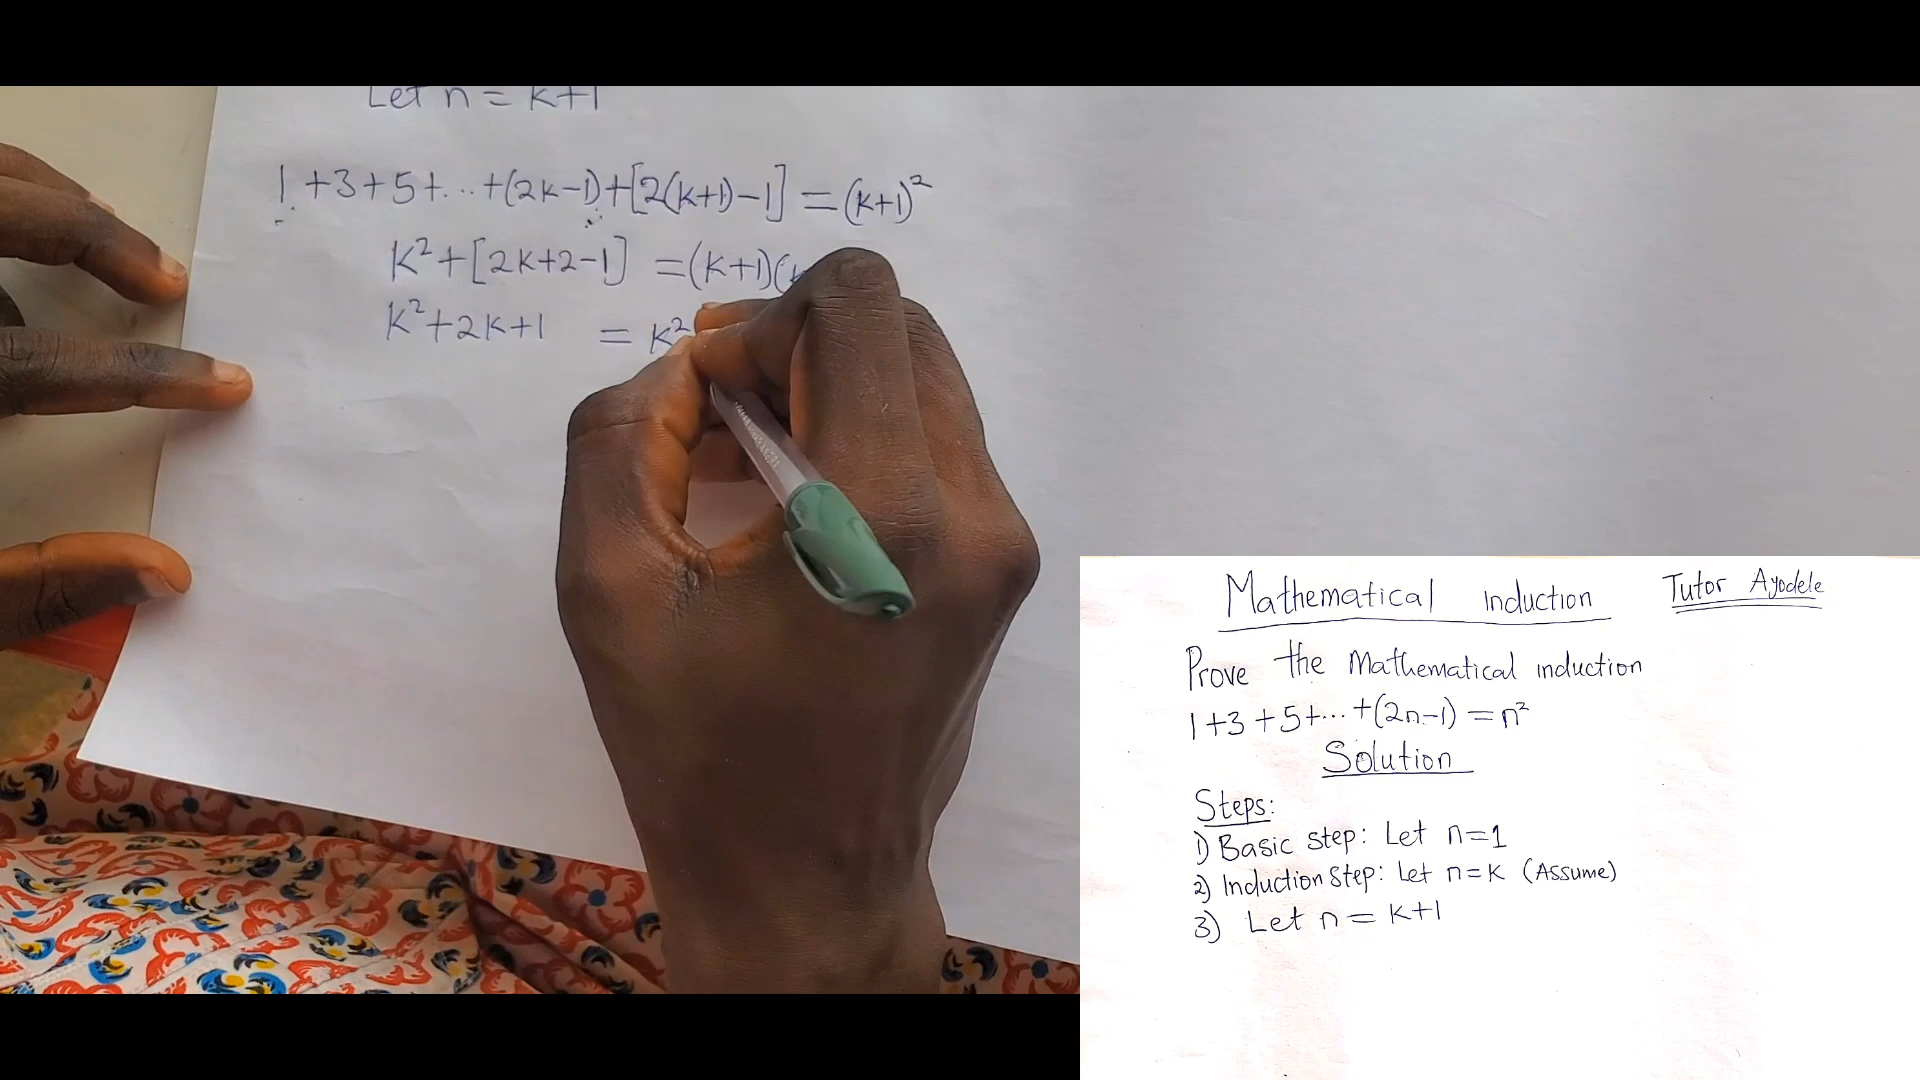 Let n = k+1
1+3+5+...+(2k-1)+[2(k+1)-1] = (k+1)²
k²+[2k+2-1] =(k+1)(
k²+2k+1 = k²
Mathematical induction
Tutor Ayodele
Prove the Mathematical induction
1+3+5+...+(2n-1) = n²
Solution
Steps:
1) Basic step: Let n=1
2) Induction step: Let n=k (Assume)
3) Let n = k+1